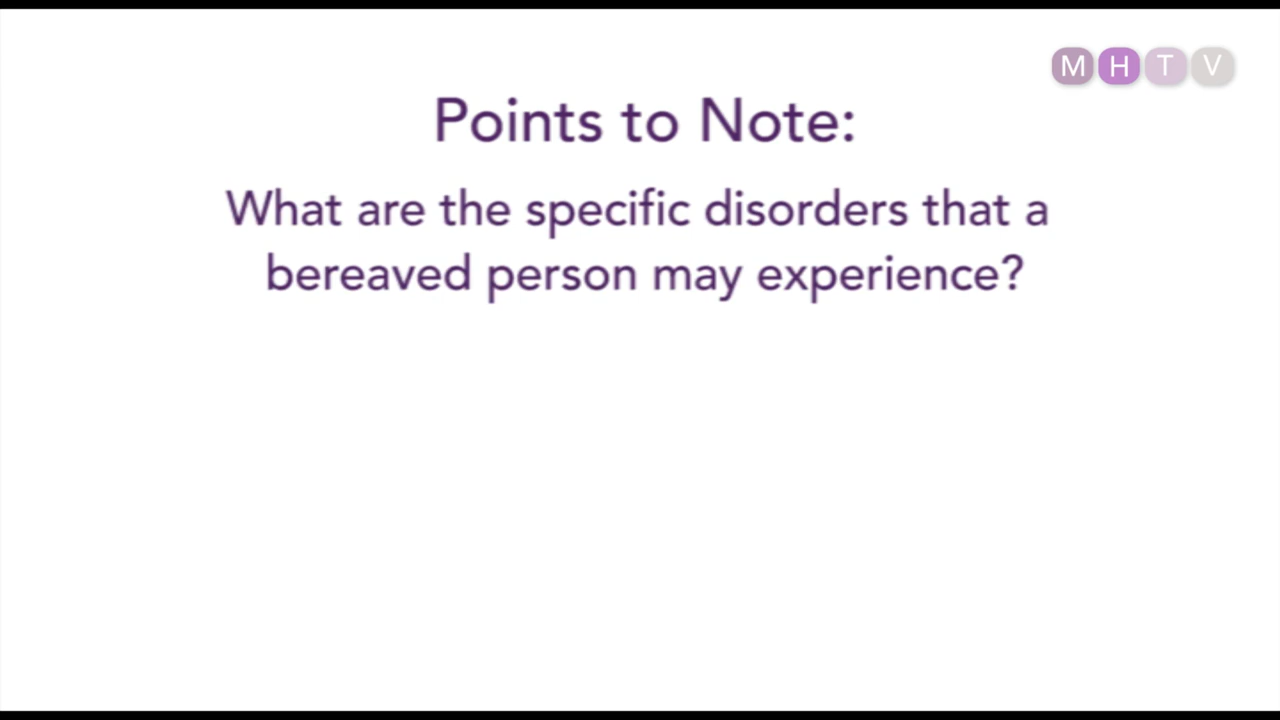 M H T V
Points to Note:
What are the specific disorders that a
bereaved person may experience?